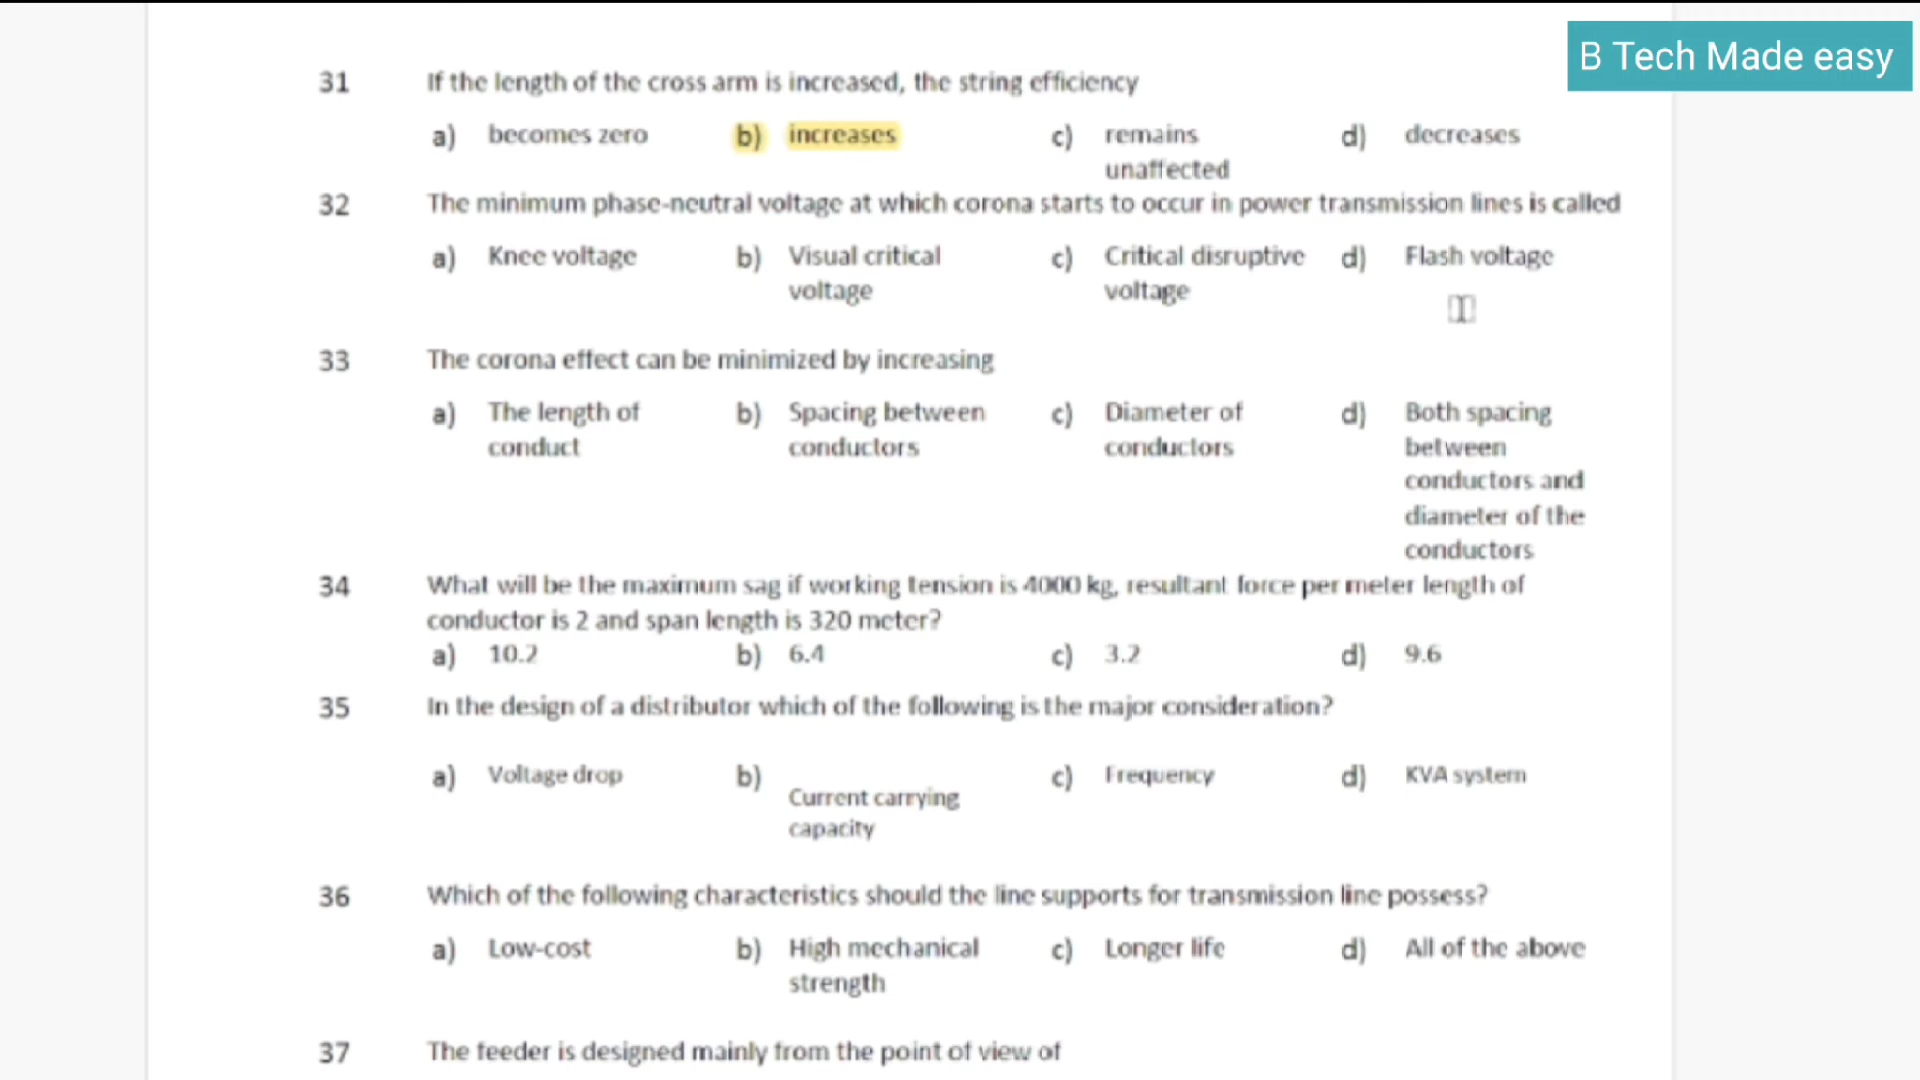 B Tech Made easy
31 If the length of the cross arm is increased, the string efficiency
a) becomes zero b) increases c) remains unaffected d) decreases
32 The minimum phase-neutral voltage at which corona starts to occur in power transmission lines is called
a) Knee voltage b) Visual critical voltage c) Critical disruptive voltage d) Flash voltage
33 The corona effect can be minimized by increasing
a) The length of conduct b) Spacing between conductors c) Diameter of conductors d) Both spacing between conductors and diameter of the conductors
34 What will be the maximum sag if working tension is 4000 kg, resultant force per meter length of
conductor is 2 and span length is 320 meter?
a) 10.2 b) 6.4 c) 3.2 d) 9.6
35 In the design of a distributor which of the following is the major consideration?
a) Voltage drop b) Current carrying capacity c) Frequency d) KVA system
36 Which of the following characteristics should the line supports for transmission line possess?
a) Low-cost b) High mechanical strength c) Longer life d) All of the above
37 The feeder is designed mainly from the point of view of